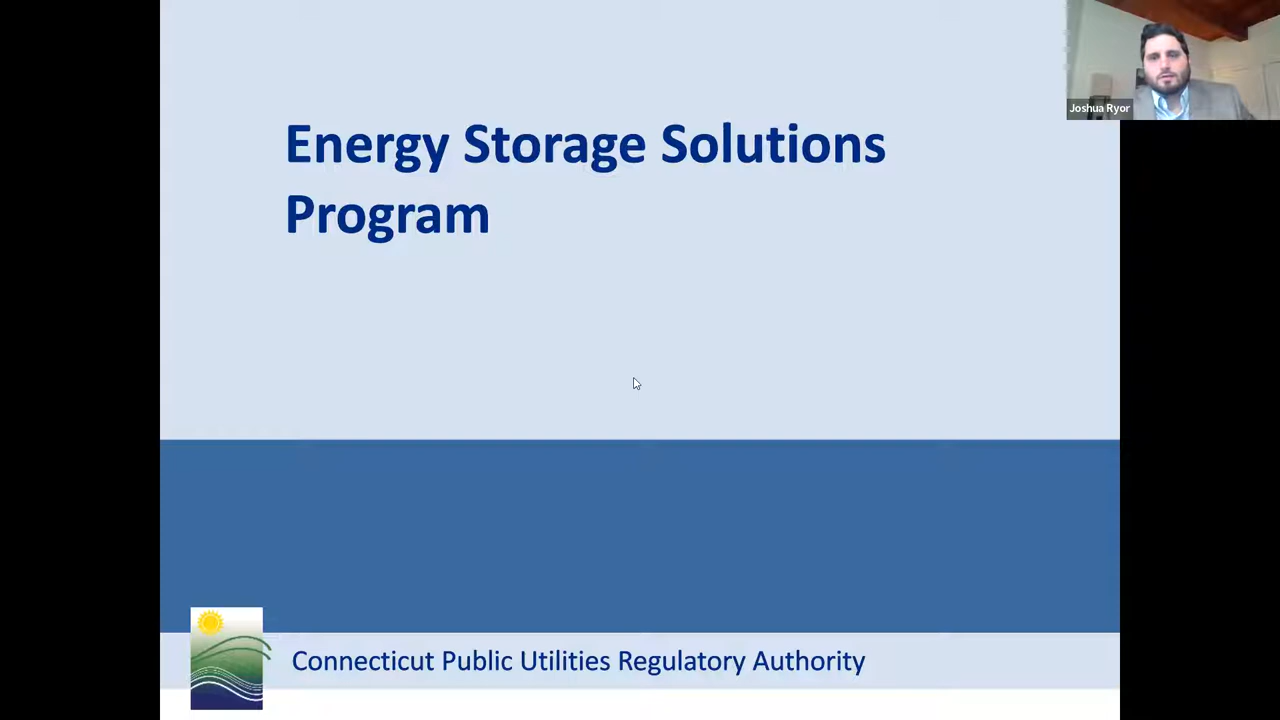 Joshua Ryor
Energy Storage Solutions
Program
Connecticut Public Utilities Regulatory Authority